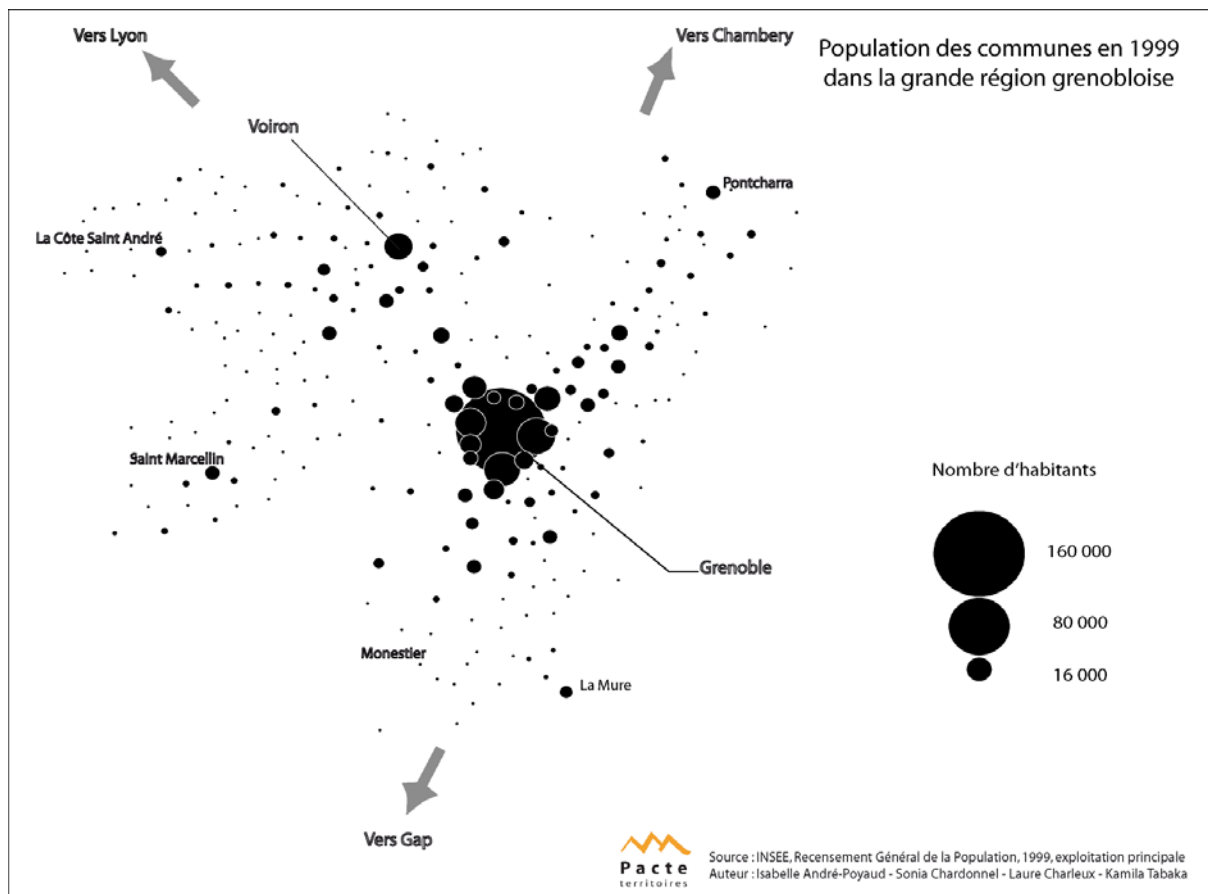 Vers Lyon
Vers Chambery
Population des communes en 1999
dans la grande région grenobloise
Voiron
Pontcharra
La Côte Saint André
Saint Marcellin
Nombre d'habitants
160 000
80 000
16 000
Grenoble
Monestier
La Mure
Vers Gap
Pacte
territoires
Source : INSEE, Recensement Général de la Population, 1999, exploitation principale
Auteur : Isabelle André-Poyaud - Sonia Chardonnel - Laure Charleux - Kamila Tabaka